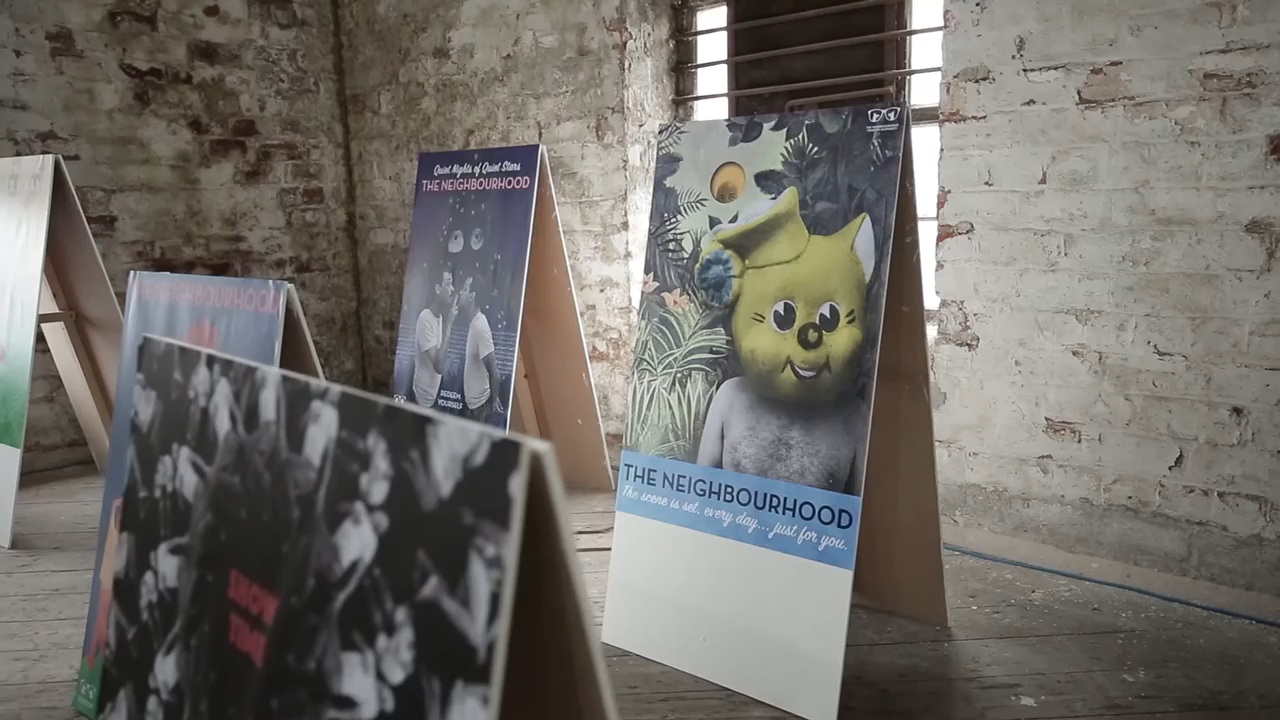 Quiet Nights of Quiet Stars
THE NEIGHBOURHOOD
REDEEM
YOURSELF
THE NEIGHBOURHOOD
THE NEIGHBOURHOOD
The scene is set, every day... just for you.
SHOW